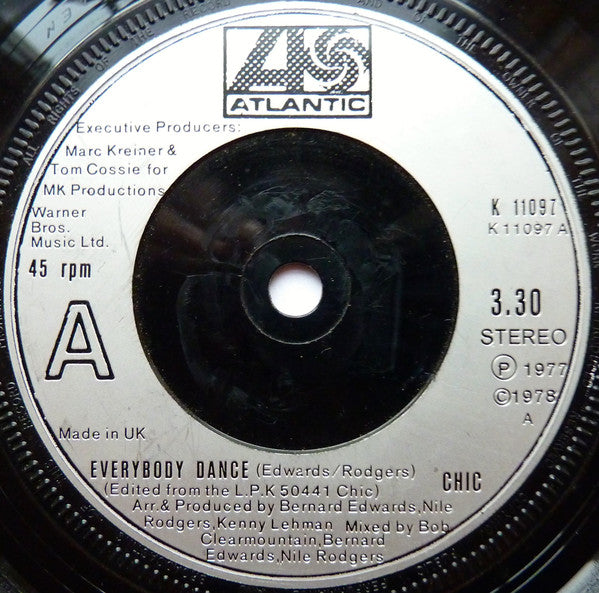 ATLANTIC
Executive Producers:
Marc Kreiner &
Tom Cossie for
MK Productions
Warner
Bros.
Music Ltd.
45 rpm
A
Made in UK
K 11097
K11097 A
3.30
STEREO
Ⓟ 1977
©1978
A
EVERYBODY DANCE (Edwards/Rodgers)
CHIC
(Edited from the L.P.K 50441 Chic)
Arr.& Produced by Bernard Edwards,Nile
Rodgers,Kenny Lehman Mixed by Bob
Clearmountain,Bernard
Edwards,Nile Rodgers